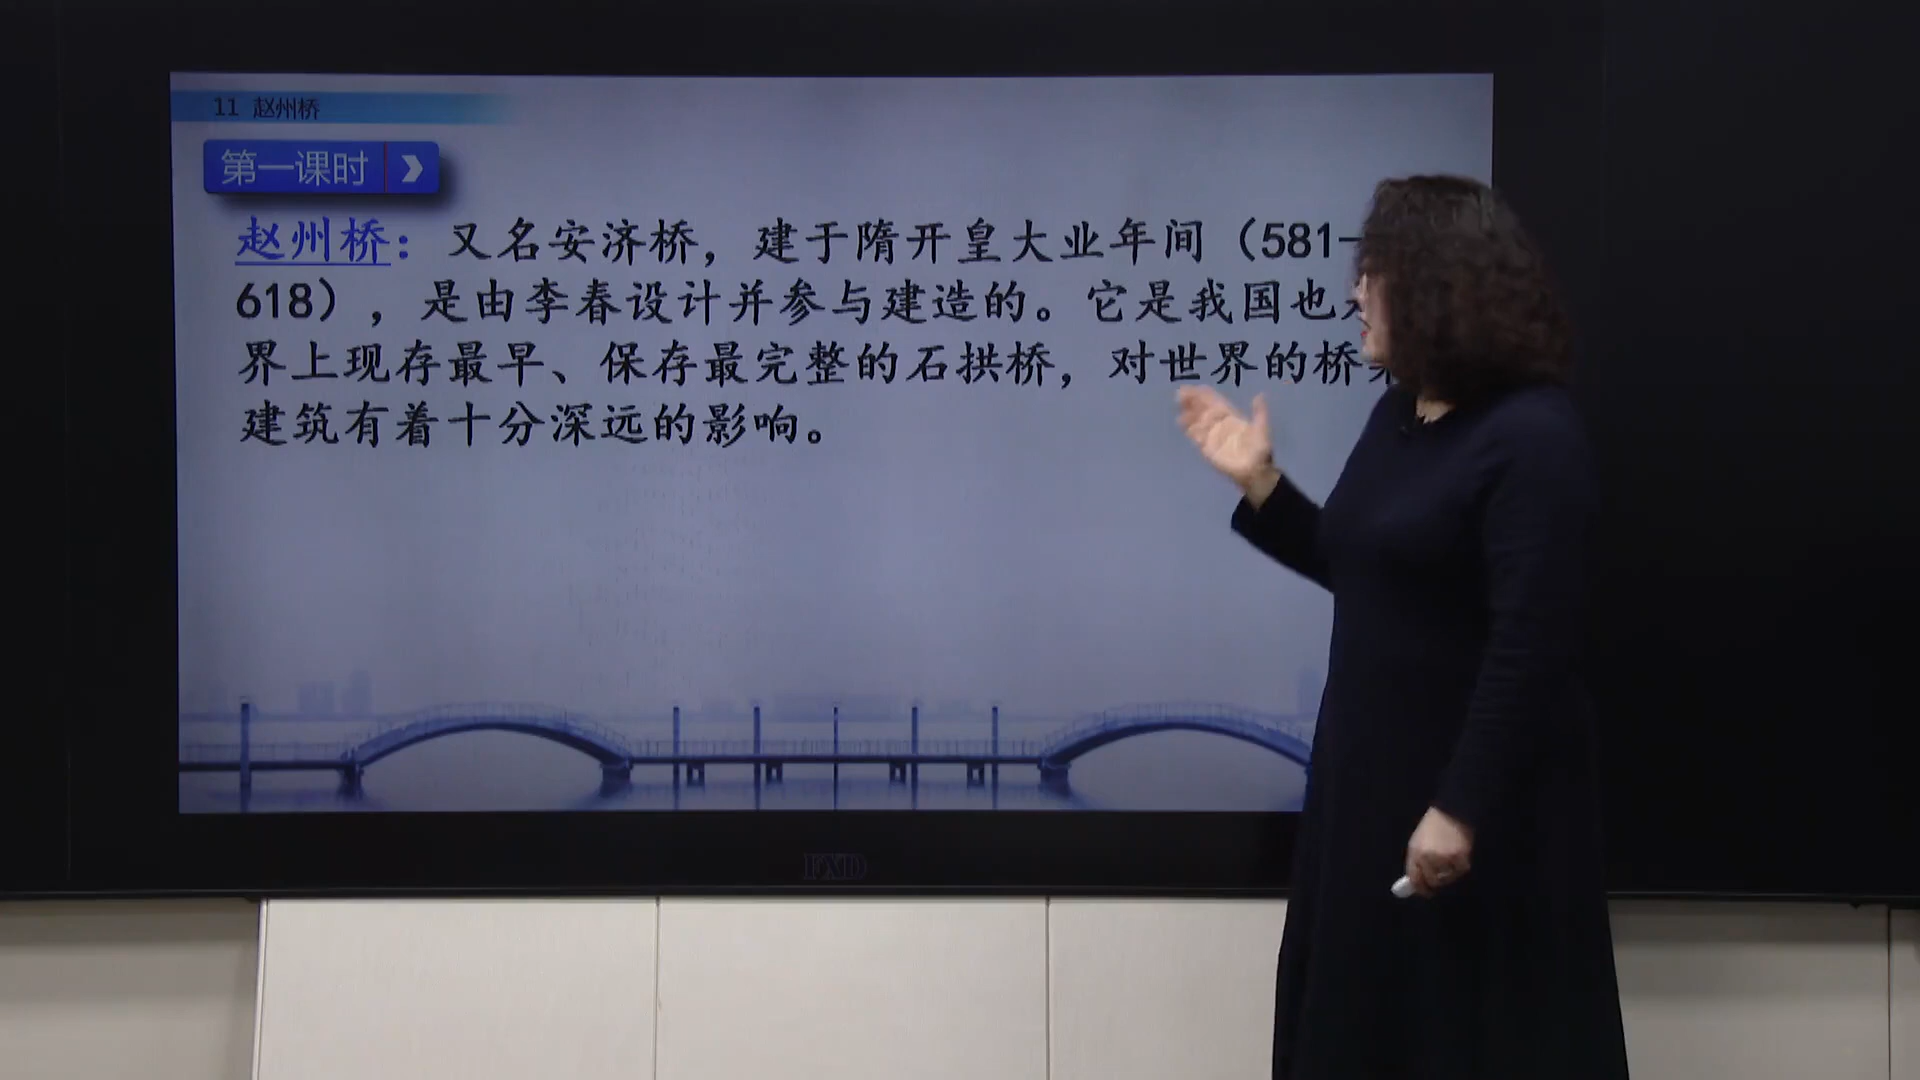 11 赵州桥
第一课时
赵州桥：又名安济桥，建于隋开皇大业年间（581—
618），是由李春设计并参与建造的。它是我国也
界上现存最早、保存最完整的石拱桥，对世界的桥
建筑有着十分深远的影响。